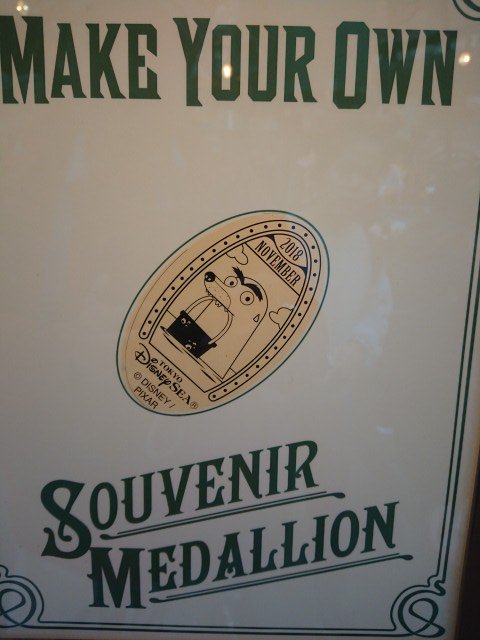 MAKE YOUR OWN
2018
NOVEMBER
TOKYO
DISNEYSEA®
© DISNEY/
PIXAR
SOUVENIR
MEDALLION